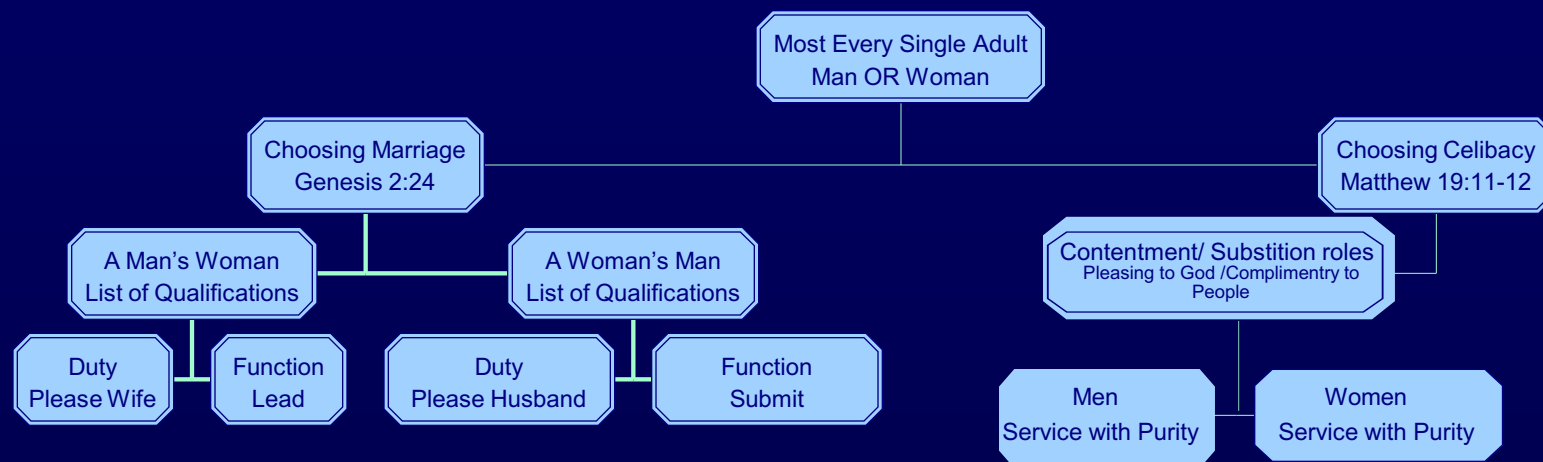 Most Every Single Adult
Man OR Woman
Choosing Marriage
Genesis 2:24
Choosing Celibacy
Matthew 19:11-12
A Man’s Woman
List of Qualifications
A Woman’s Man
List of Qualifications
Contentment/ Substition roles
Pleasing to God /Complimentry to
People
Duty
Please Wife
Function
Lead
Duty
Please Husband
Function
Submit
Men
Service with Purity
Women
Service with Purity